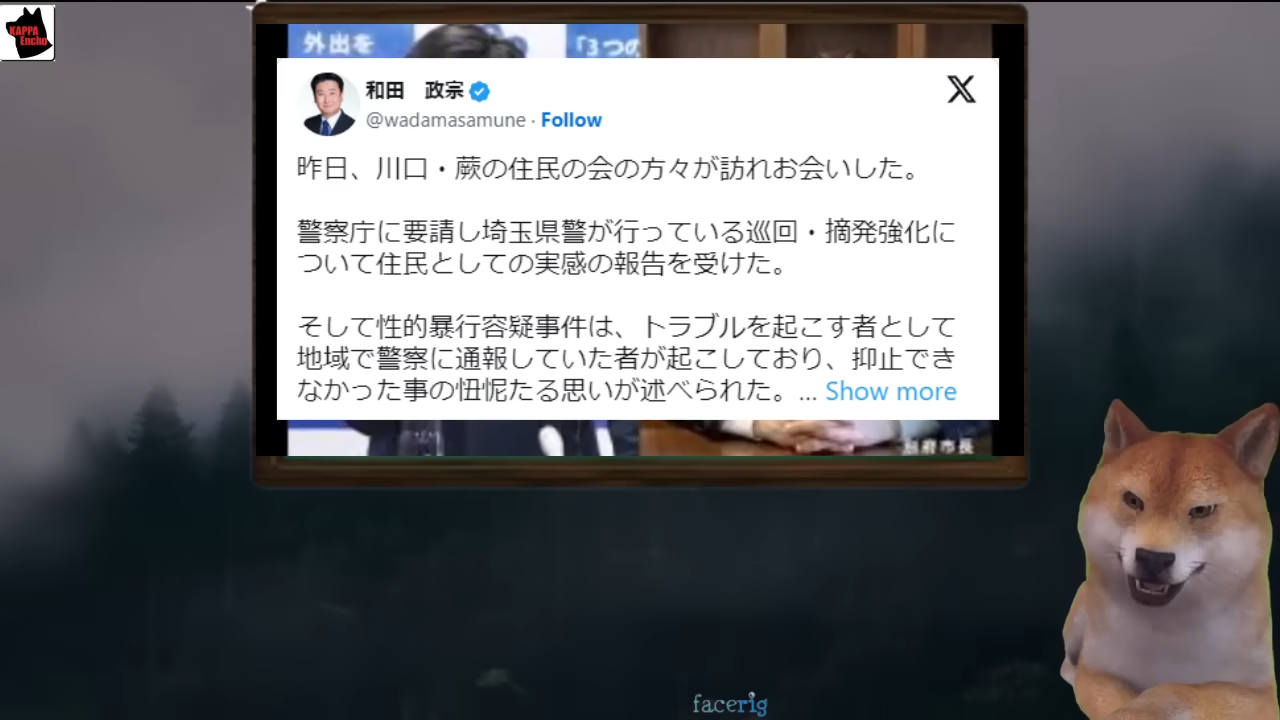 KAPPA
Encho
外出を
「3つの
和田　政宗
@wadamasamune · Follow
昨日、川口・蕨の住民の会の方々が訪れお会いした。
警察庁に要請し埼玉県警が行っている巡回・摘発強化に
ついて住民としての実感の報告を受けた。
そして性的暴行容疑事件は、トラブルを起こす者として
地域で警察に通報していた者が起こしており、抑止でき
なかった事の忸怩たる思いが述べられた。... Show more
別府市長
facerig